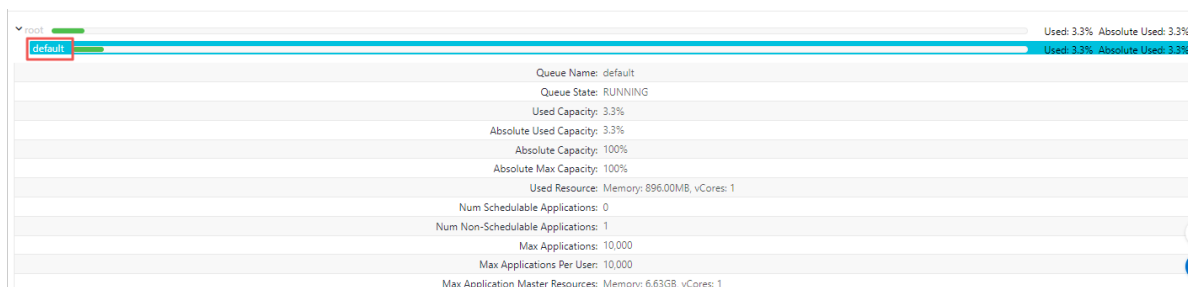 root Used: 3.3% Absolute Used: 3.3%
default Used: 3.3% Absolute Used: 3.3%
Queue Name: default
Queue State: RUNNING
Used Capacity: 3.3%
Absolute Used Capacity: 3.3%
Absolute Capacity: 100%
Absolute Max Capacity: 100%
Used Resource: Memory: 896.00MB, vCores: 1
Num Schedulable Applications: 0
Num Non-Schedulable Applications: 1
Max Applications: 10,000
Max Applications Per User: 10,000
Max Application Master Resources: Memory: 6.63GB, vCores: 1